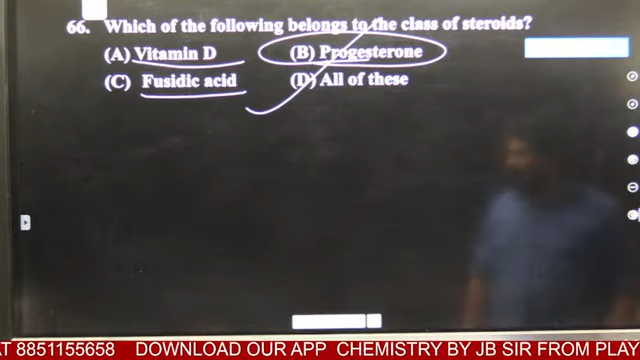 66. Which of the following belongs to the class of steroids?
(A) Vitamin D (B) Progesterone
(C) Fusidic acid (D) All of these
AT 8851155658 DOWNLOAD OUR APP CHEMISTRY BY JB SIR FROM PLAY